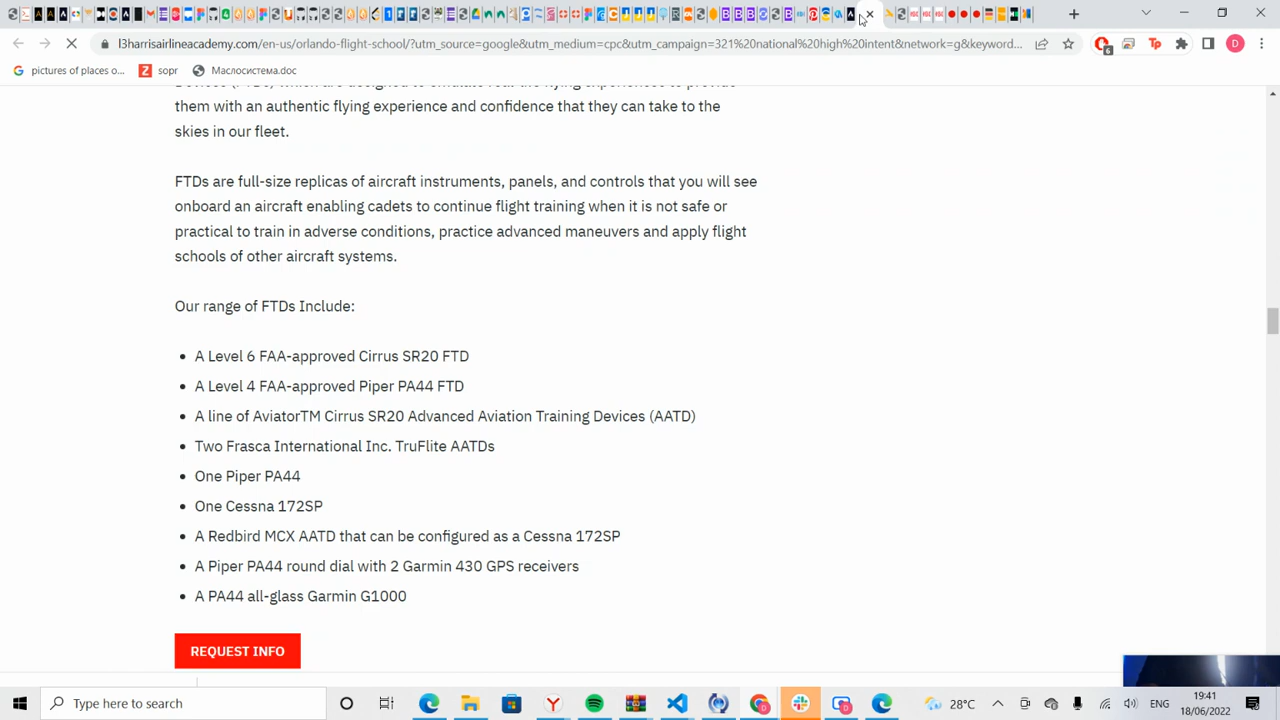 l3harrisairlineacademy.com/en-us/orlando-flight-school/?utm_source=google&utm_medium=cpc&utm_campaign=321%20national%20high%20intent&network=g&keyword...
6
Tp
D
pictures of places o...
Z
sopr
Маслосистема.doc
them with an authentic flying experience and confidence that they can take to the
skies in our fleet.
FTDs are full-size replicas of aircraft instruments, panels, and controls that you will see
onboard an aircraft enabling cadets to continue flight training when it is not safe or
practical to train in adverse conditions, practice advanced maneuvers and apply flight
schools of other aircraft systems.
Our range of FTDs Include:
• A Level 6 FAA-approved Cirrus SR20 FTD
• A Level 4 FAA-approved Piper PA44 FTD
• A line of AviatorTM Cirrus SR20 Advanced Aviation Training Devices (AATD)
• Two Frasca International Inc. TruFlite AATDs
• One Piper PA44
• One Cessna 172SP
• A Redbird MCX AATD that can be configured as a Cessna 172SP
• A Piper PA44 round dial with 2 Garmin 430 GPS receivers
• A PA44 all-glass Garmin G1000
REQUEST INFO
Type here to search
28°C
ENG
19:41
18/06/2022